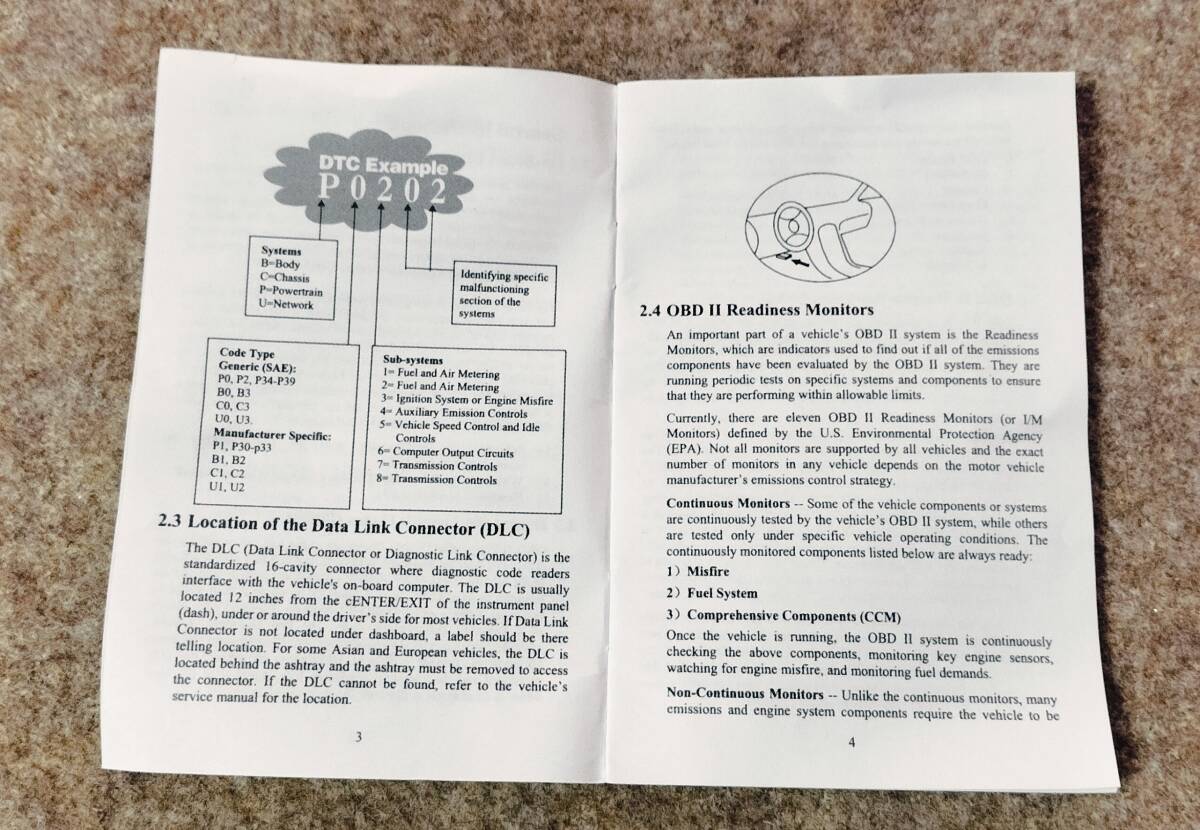 DTC Example
P0202
Systems
B=Body
C=Chassis
P=Powertrain
U=Network
Identifying specific
malfunctioning
section of the
systems
Code Type
Generic (SAE):
P0, P2, P34-P39
B0, B3
C0, C3
U0, U3.
Manufacturer Specific:
P1, P30-p33
B1, B2
C1, C2
U1, U2
Sub-systems
1= Fuel and Air Metering
2= Fuel and Air Metering
3= Ignition System or Engine Misfire
4= Auxiliary Emission Controls
5= Vehicle Speed Control and Idle
Controls
6= Computer Output Circuits
7= Transmission Controls
8= Transmission Controls
2.3 Location of the Data Link Connector (DLC)
The DLC (Data Link Connector or Diagnostic Link Connector) is the
standardized 16-cavity connector where diagnostic code readers
interface with the vehicle's on-board computer. The DLC is usually
located 12 inches from the cENTER/EXIT of the instrument panel
(dash), under or around the driver's side for most vehicles. If Data Link
Connector is not located under dashboard, a label should be there
telling location. For some Asian and European vehicles, the DLC is
located behind the ashtray and the ashtray must be removed to access
the connector. If the DLC cannot be found, refer to the vehicle's
service manual for the location.
3
2.4 OBD II Readiness Monitors
An important part of a vehicle's OBD II system is the Readiness
Monitors, which are indicators used to find out if all of the emissions
components have been evaluated by the OBD II system. They are
running periodic tests on specific systems and components to ensure
that they are performing within allowable limits.
Currently, there are eleven OBD II Readiness Monitors (or I/M
Monitors) defined by the U.S. Environmental Protection Agency
(EPA). Not all monitors are supported by all vehicles and the exact
number of monitors in any vehicle depends on the motor vehicle
manufacturer's emissions control strategy.
Continuous Monitors -- Some of the vehicle components or systems
are continuously tested by the vehicle's OBD II system, while others
are tested only under specific vehicle operating conditions. The
continuously monitored components listed below are always ready:
1) Misfire
2) Fuel System
3) Comprehensive Components (CCM)
Once the vehicle is running, the OBD II system is continuously
checking the above components, monitoring key engine sensors,
watching for engine misfire, and monitoring fuel demands.
Non-Continuous Monitors -- Unlike the continuous monitors, many
emissions and engine system components require the vehicle to be
4